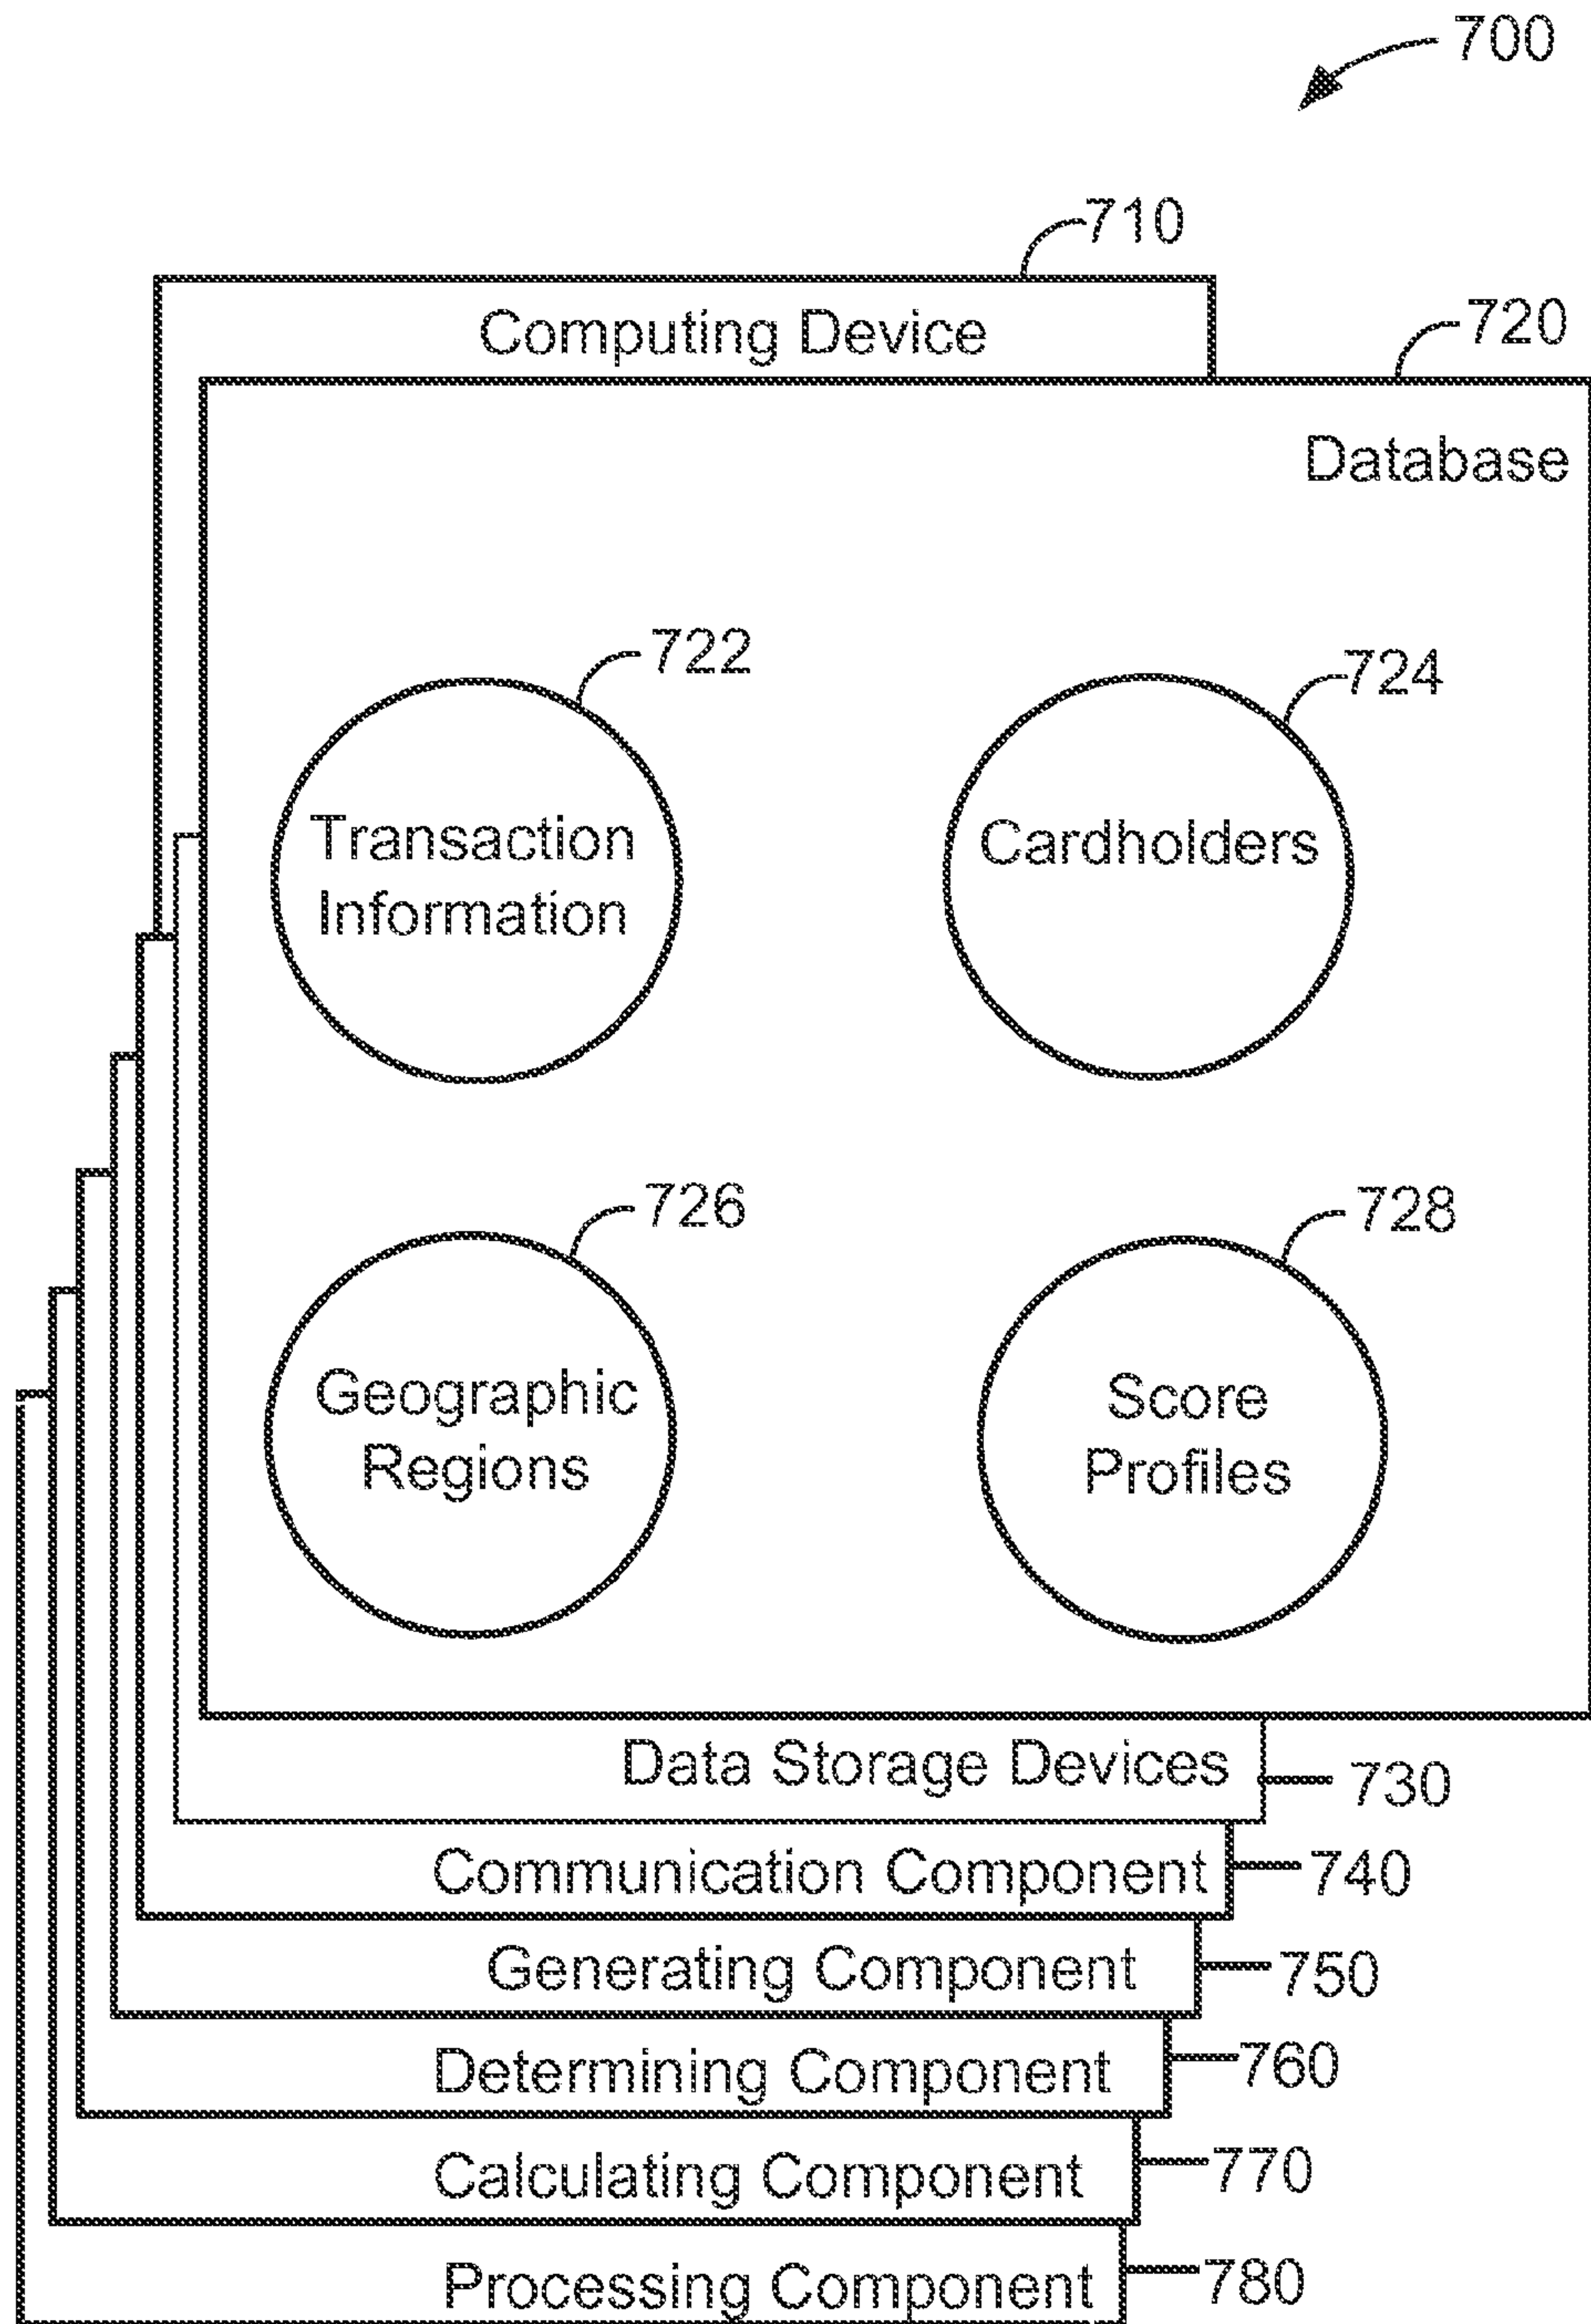 700
710
Computing Device
720
Database
722
724
Transaction
Information
Cardholders
726
728
Geographic
Regions
Score
Profiles
Data Storage Devices
730
Communication Component
740
Generating Component
750
Determining Component
760
Calculating Component
770
Processing Component
780